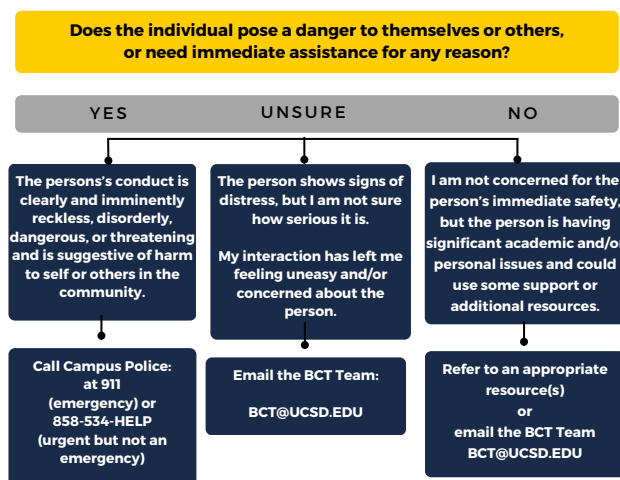 Does the individual pose a danger to themselves or others,
or need immediate assistance for any reason?
YES
UNSURE
NO
The persons's conduct is
clearly and imminently
reckless, disorderly,
dangerous, or threatening
and is suggestive of harm
to self or others in the
community.
The person shows signs of
distress, but I am not sure
how serious it is.
My interaction has left me
feeling uneasy and/or
concerned about the
person.
I am not concerned for the
person's immediate safety,
but the person is having
significant academic and/or
personal issues and could
use some support or
additional resources.
Call Campus Police:
at 911
(emergency) or
858-534-HELP
(urgent but not an
emergency)
Email the BCT Team:
BCT@UCSD.EDU
Refer to an appropriate
resource(s)
or
email the BCT Team
BCT@UCSD.EDU